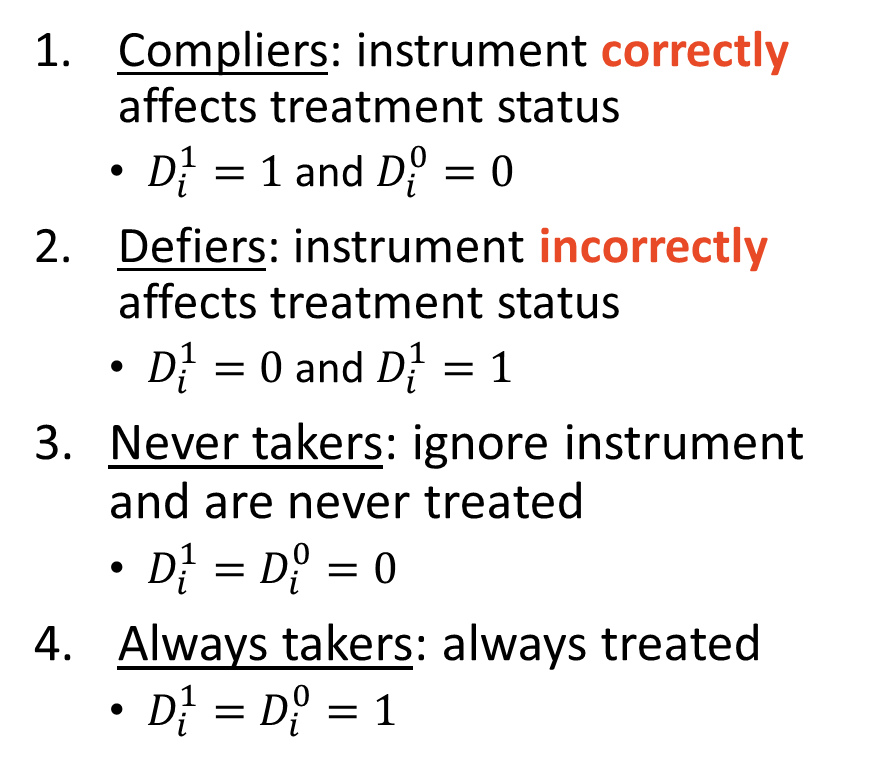 1. Compliers: instrument correctly
affects treatment status
• $D_i^1 = 1$ and $D_i^0 = 0$
2. Defiers: instrument incorrectly
affects treatment status
• $D_i^1 = 0$ and $D_i^1 = 1$
3. Never takers: ignore instrument
and are never treated
• $D_i^1 = D_i^0 = 0$
4. Always takers: always treated
• $D_i^1 = D_i^0 = 1$